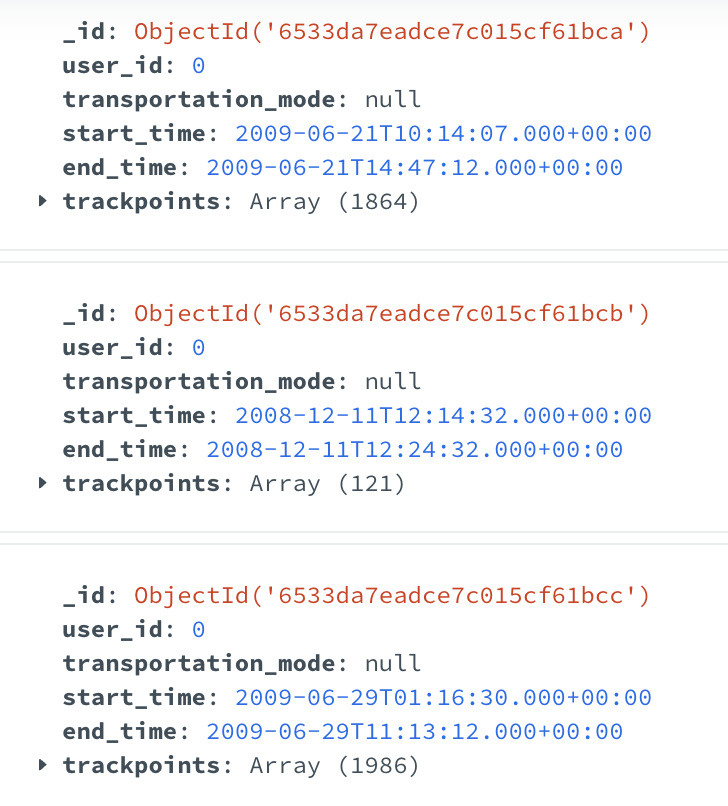 _id: ObjectId('6533da7eadce7c015cf61bca')
user_id: 0
transportation_mode: null
start_time: 2009-06-21T10:14:07.000+00:00
end_time: 2009-06-21T14:47:12.000+00:00
trackpoints: Array (1864)
_id: ObjectId('6533da7eadce7c015cf61bcb')
user_id: 0
transportation_mode: null
start_time: 2008-12-11T12:14:32.000+00:00
end_time: 2008-12-11T12:24:32.000+00:00
trackpoints: Array (121)
_id: ObjectId('6533da7eadce7c015cf61bcc')
user_id: 0
transportation_mode: null
start_time: 2009-06-29T01:16:30.000+00:00
end_time: 2009-06-29T11:13:12.000+00:00
trackpoints: Array (1986)